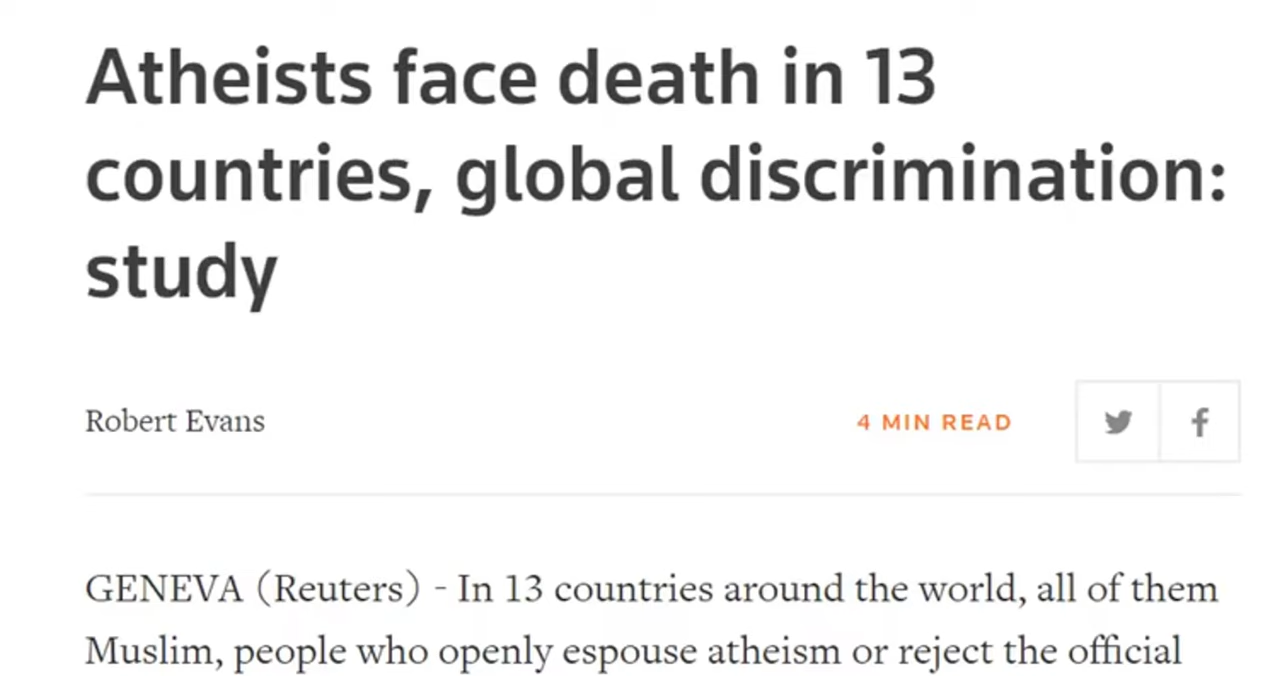 Atheists face death in 13
countries, global discrimination:
study
Robert Evans
4 MIN READ
GENEVA (Reuters) - In 13 countries around the world, all of them
Muslim, people who openly espouse atheism or reject the official